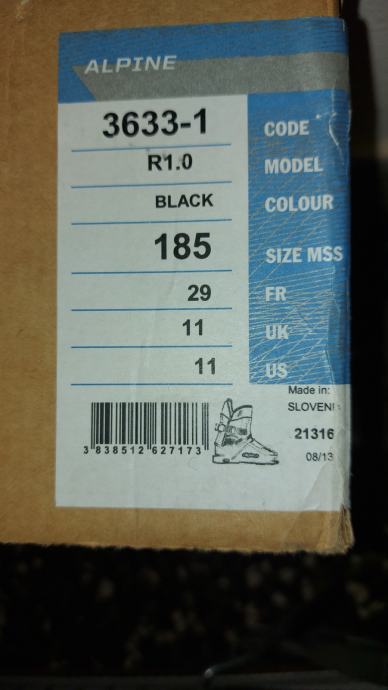 ALPINE
3633-1 CODE
R1.0 MODEL
BLACK COLOUR
185 SIZE MSS
29 FR
11 UK
11 US
Made in:
SLOVENI
21316
08/13
3 838512 627173